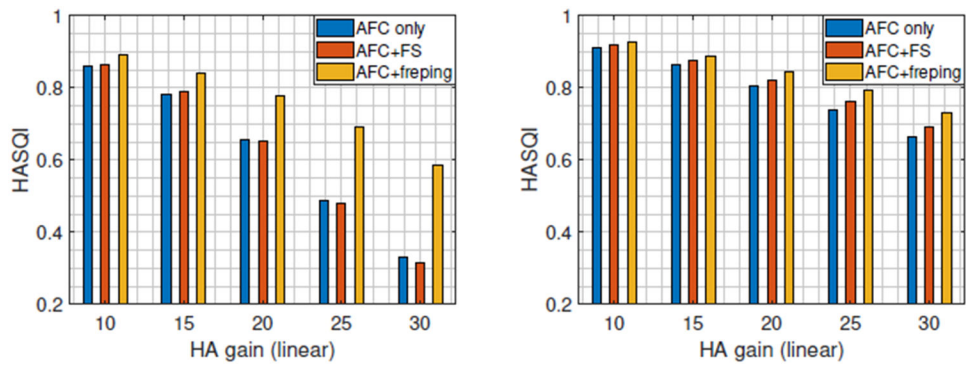 1
0.8
0.6
0.4
0.2
HASQI
10 15 20 25 30
HA gain (linear)
AFC only
AFC+FS
AFC+freping
1
0.8
0.6
0.4
0.2
HASQI
10 15 20 25 30
HA gain (linear)
AFC only
AFC+FS
AFC+freping